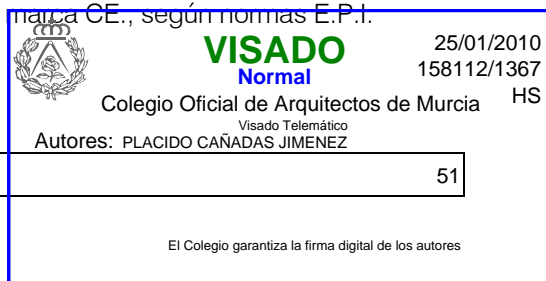 marca CE., según normas E.P.I.
VISADO 25/01/2010
Normal 158112/1367
Colegio Oficial de Arquitectos de Murcia HS
Visado Telemático
Autores: PLACIDO CAÑADAS JIMENEZ
51
El Colegio garantiza la firma digital de los autores